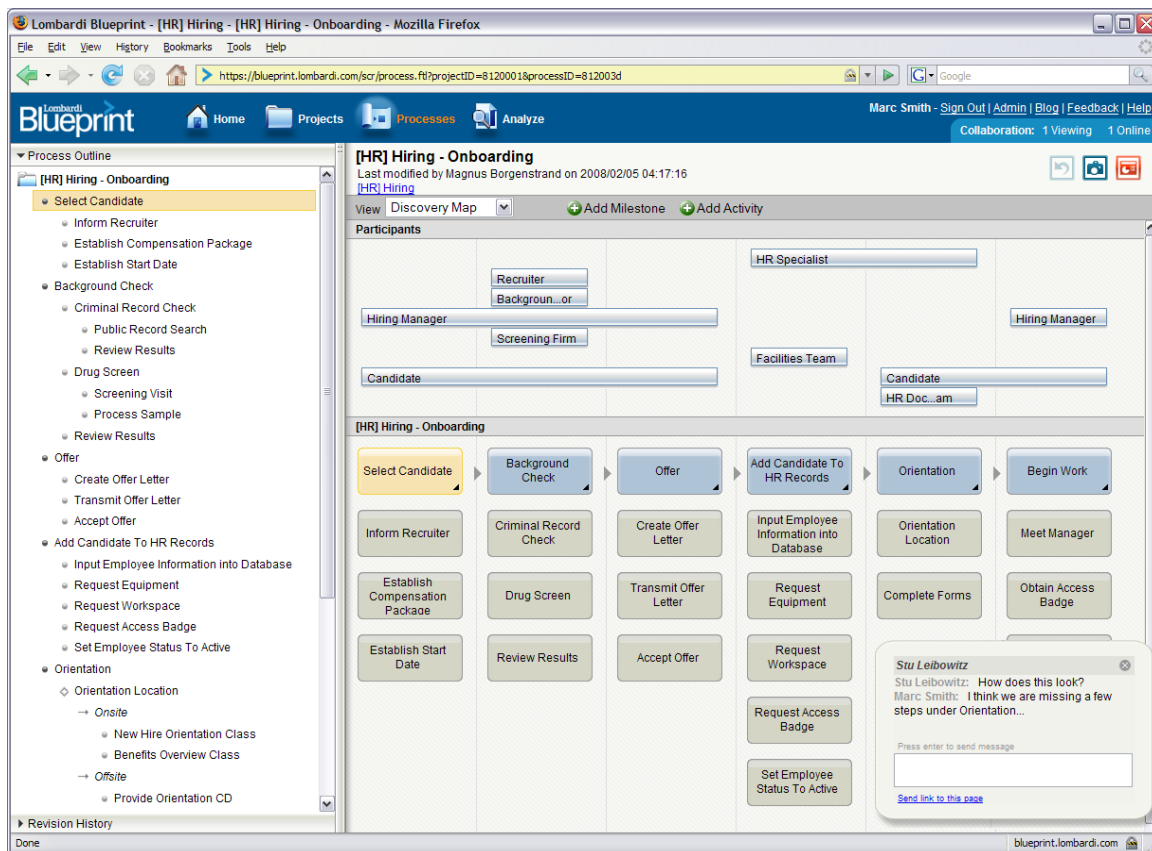 Lombardi Blueprint - [HR] Hiring - [HR] Hiring - Onboarding - Mozilla Firefox
File Edit View History Bookmarks Tools Help
https://blueprint.lombardi.com/scr/process.ftl?projectID=8120001&processID=812003d
G Google
Lombardi
Blueprint
Home Projects Processes Analyze
Marc Smith - Sign Out | Admin | Blog | Feedback | Help
Collaboration: 1 Viewing 1 Online
Process Outline
[HR] Hiring - Onboarding
Select Candidate
Inform Recruiter
Establish Compensation Package
Establish Start Date
Background Check
Criminal Record Check
Public Record Search
Review Results
Drug Screen
Screening Visit
Process Sample
Review Results
Offer
Create Offer Letter
Transmit Offer Letter
Accept Offer
Add Candidate To HR Records
Input Employee Information into Database
Request Equipment
Request Workspace
Request Access Badge
Set Employee Status To Active
Orientation
Orientation Location
→ Onsite
New Hire Orientation Class
Benefits Overview Class
→ Offsite
Provide Orientation CD
Revision History
[HR] Hiring - Onboarding
Last modified by Magnus Borgenstrand on 2008/02/05 04:17:16
[HR] Hiring
View Discovery Map Add Milestone Add Activity
Participants
HR Specialist
Recruiter
Backgroun...or
Hiring Manager Hiring Manager
Screening Firm
Facilities Team
Candidate Candidate
HR Doc...am
[HR] Hiring - Onboarding
Select Candidate
Background
Check
Offer
Add Candidate To
HR Records
Orientation
Begin Work
Inform Recruiter
Criminal Record
Check
Create Offer
Letter
Input Employee
Information into
Database
Orientation
Location
Meet Manager
Establish
Compensation
Package
Drug Screen
Transmit Offer
Letter
Request
Equipment
Complete Forms
Obtain Access
Badge
Establish Start
Date
Review Results
Accept Offer
Request
Workspace
Request Access
Badge
Set Employee
Status To Active
Stu Leibowitz
Stu Leibowitz: How does this look?
Marc Smith: I think we are missing a few
steps under Orientation...
Press enter to send message
Send link to this page
Done
blueprint.lombardi.com